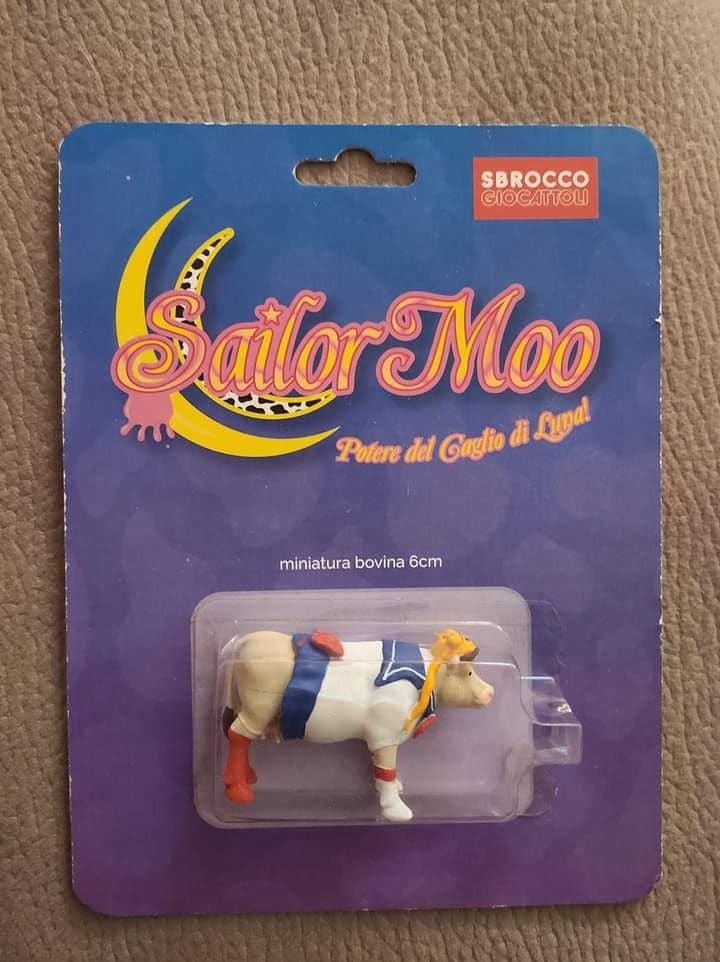 SBROCCO
GIOCATTOLI
Sailor Moo
Potere del Caglio di Luna!
miniatura bovina 6cm